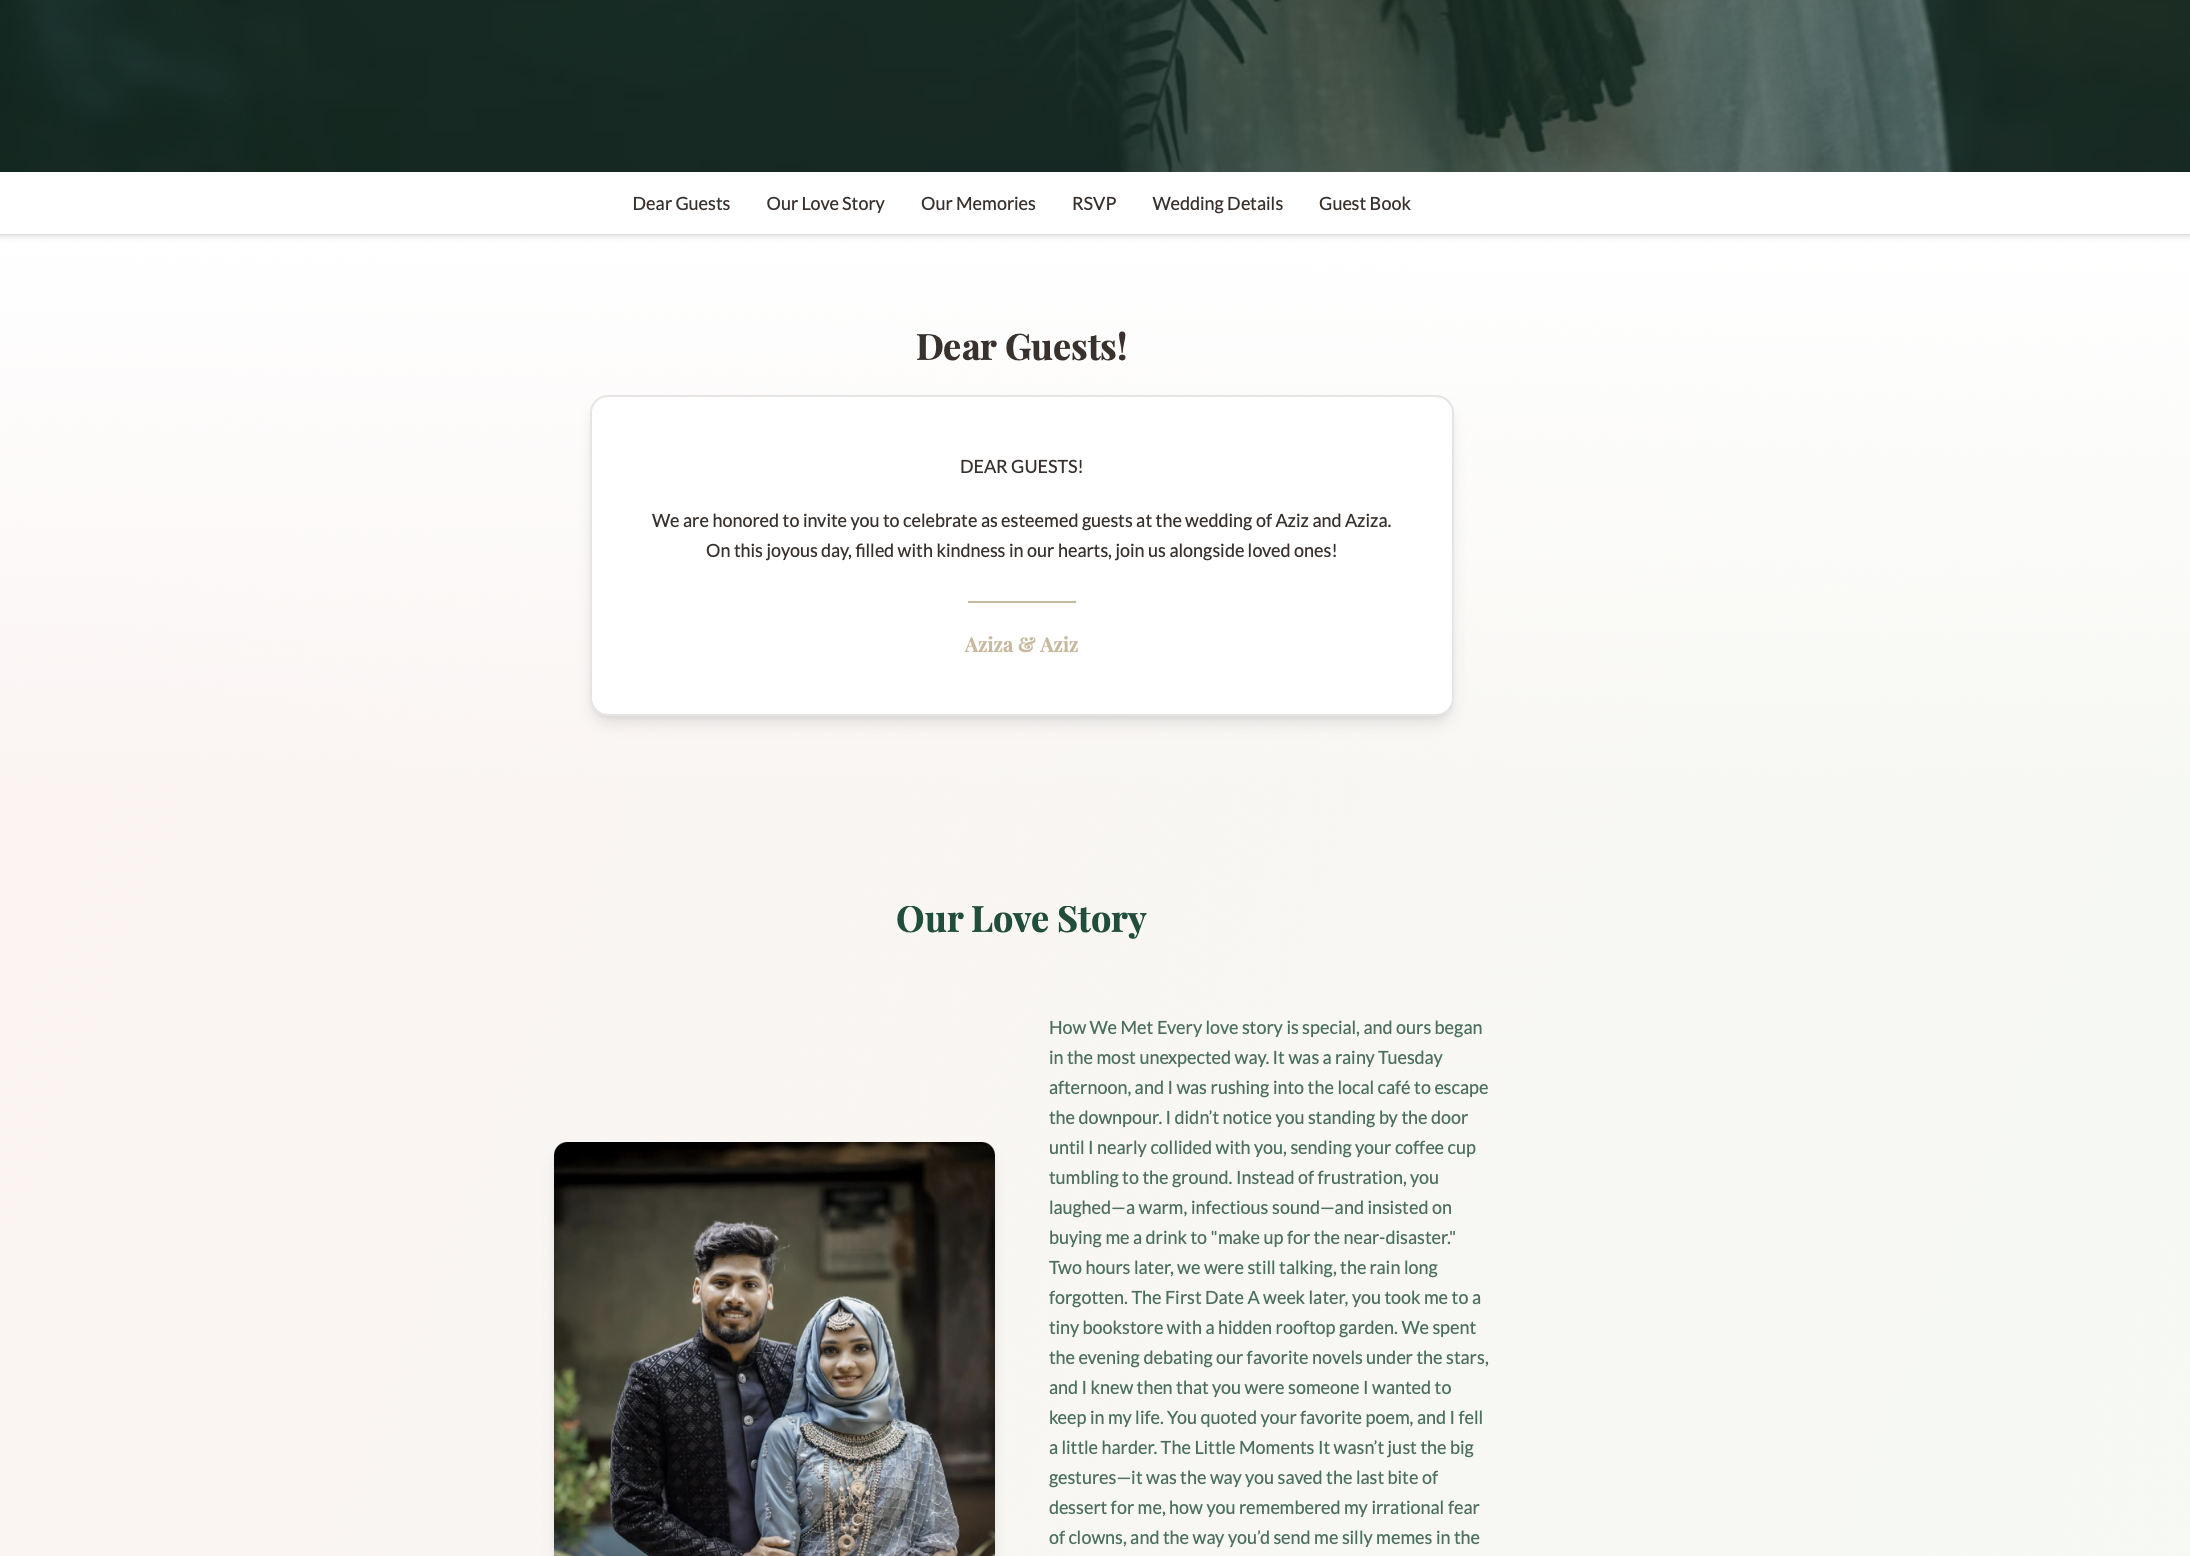 Dear Guests Our Love Story Our Memories RSVP Wedding Details Guest Book
Dear Guests!
DEAR GUESTS!
We are honored to invite you to celebrate as esteemed guests at the wedding of Aziz and Aziza.
On this joyous day, filled with kindness in our hearts, join us alongside loved ones!
Aziza & Aziz
Our Love Story
How We Met Every love story is special, and ours began
in the most unexpected way. It was a rainy Tuesday
afternoon, and I was rushing into the local café to escape
the downpour. I didn’t notice you standing by the door
until I nearly collided with you, sending your coffee cup
tumbling to the ground. Instead of frustration, you
laughed—a warm, infectious sound—and insisted on
buying me a drink to "make up for the near-disaster."
Two hours later, we were still talking, the rain long
forgotten. The First Date A week later, you took me to a
tiny bookstore with a hidden rooftop garden. We spent
the evening debating our favorite novels under the stars,
and I knew then that you were someone I wanted to
keep in my life. You quoted your favorite poem, and I fell
a little harder. The Little Moments It wasn’t just the big
gestures—it was the way you saved the last bite of
dessert for me, how you remembered my irrational fear
of clowns, and the way you’d send me silly memes in the